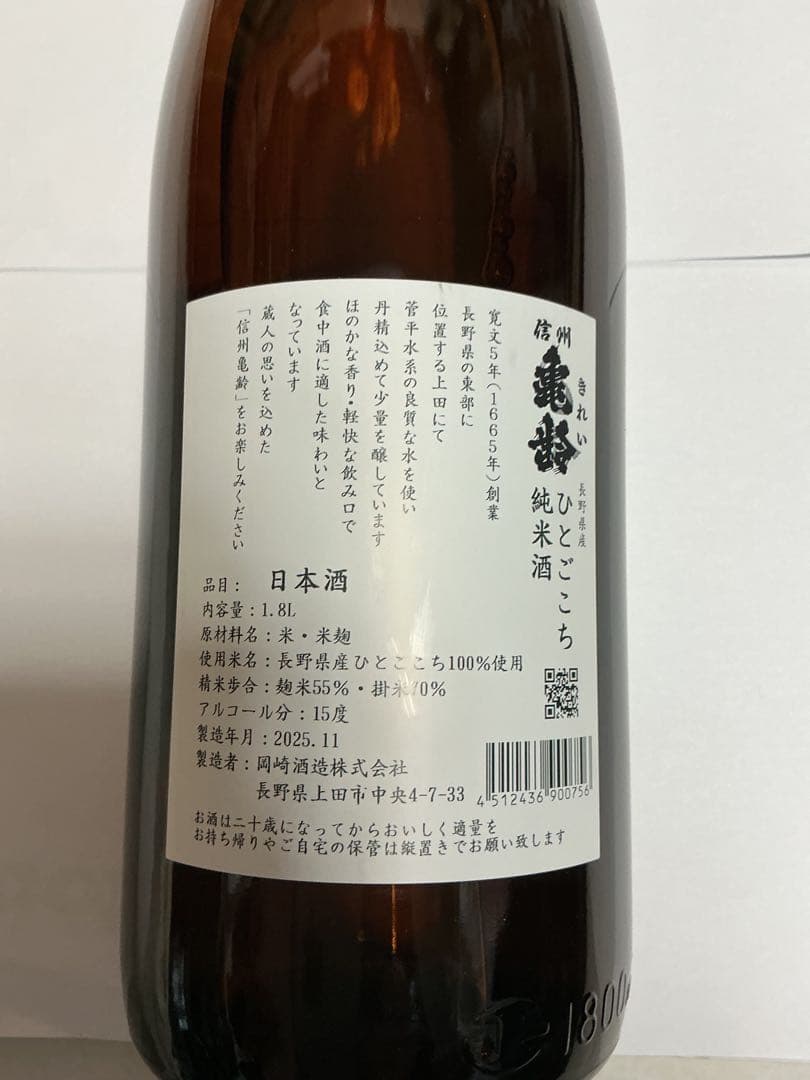 信州
亀齢
きれい
長野県産
ひとごこち
純米酒
寛文5年(1665年)創業
長野県の東部に
位置する上田にて
菅平水系の良質な水を使い
丹精込めて少量を醸しています
ほのかな香り・軽快な飲み口で
食中酒に適した味わいと
なっています
蔵人の思いを込めた
「信州亀齢」をお楽しみください
品目: 日本酒
内容量:1.8L
原材料名:米・米麹
使用米名:長野県産ひとごこち100%使用
精米歩合:麹米55%・掛米70%
アルコール分:15度
製造年月:2025.11
製造者:岡崎酒造株式会社
長野県上田市中央4-7-33
4512436900756
お酒は二十歳になってからおいしく適量を
お持ち帰りやご自宅の保管は縦置きでお願い致します
1800